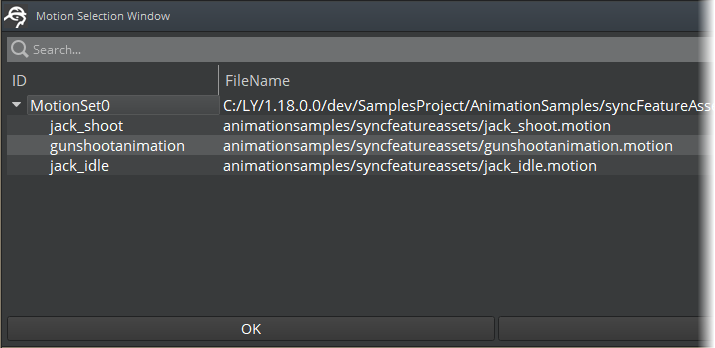 Motion Selection Window
Search...
ID FileName
MotionSet0 C:/LY/1.18.0.0/dev/SamplesProject/AnimationSamples/syncFeatureAsse
jack_shoot animationsamples/syncfeatureassets/jack_shoot.motion
gunshootanimation animationsamples/syncfeatureassets/gunshootanimation.motion
jack_idle animationsamples/syncfeatureassets/jack_idle.motion
OK